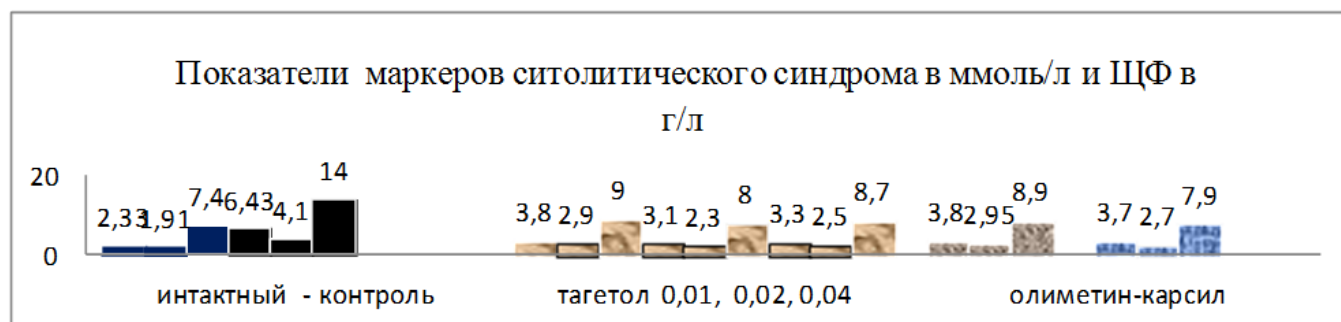 Показатели маркеров ситолитического синдрома в ммоль/л и ЩФ в
г/л
20
0
2,33 1,91 7,4 6,43 4,1 14
3,8 2,9 9 3,1 2,3 8 3,3 2,5 8,7
3,8 2,95 8,9 3,7 2,7 7,9
интактный - контроль
тагетол 0,01, 0,02, 0,04
олиметин-карсил